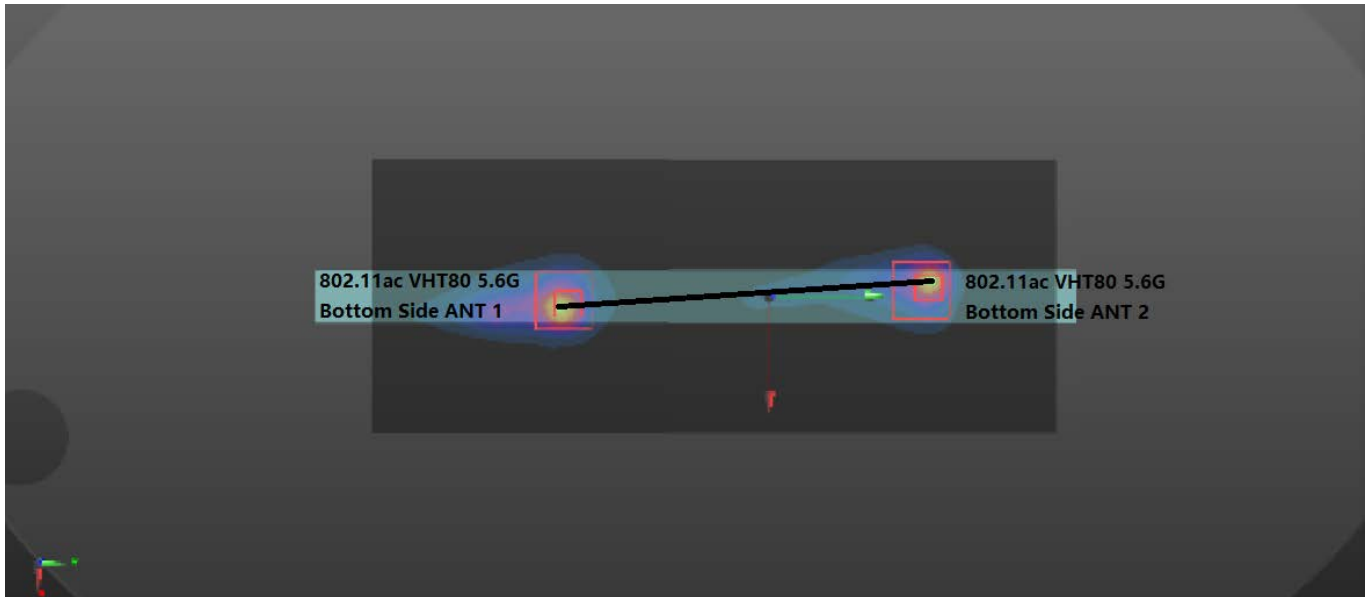 802.11ac VHT80 5.6G
Bottom Side ANT 1
802.11ac VHT80 5.6G
Bottom Side ANT 2